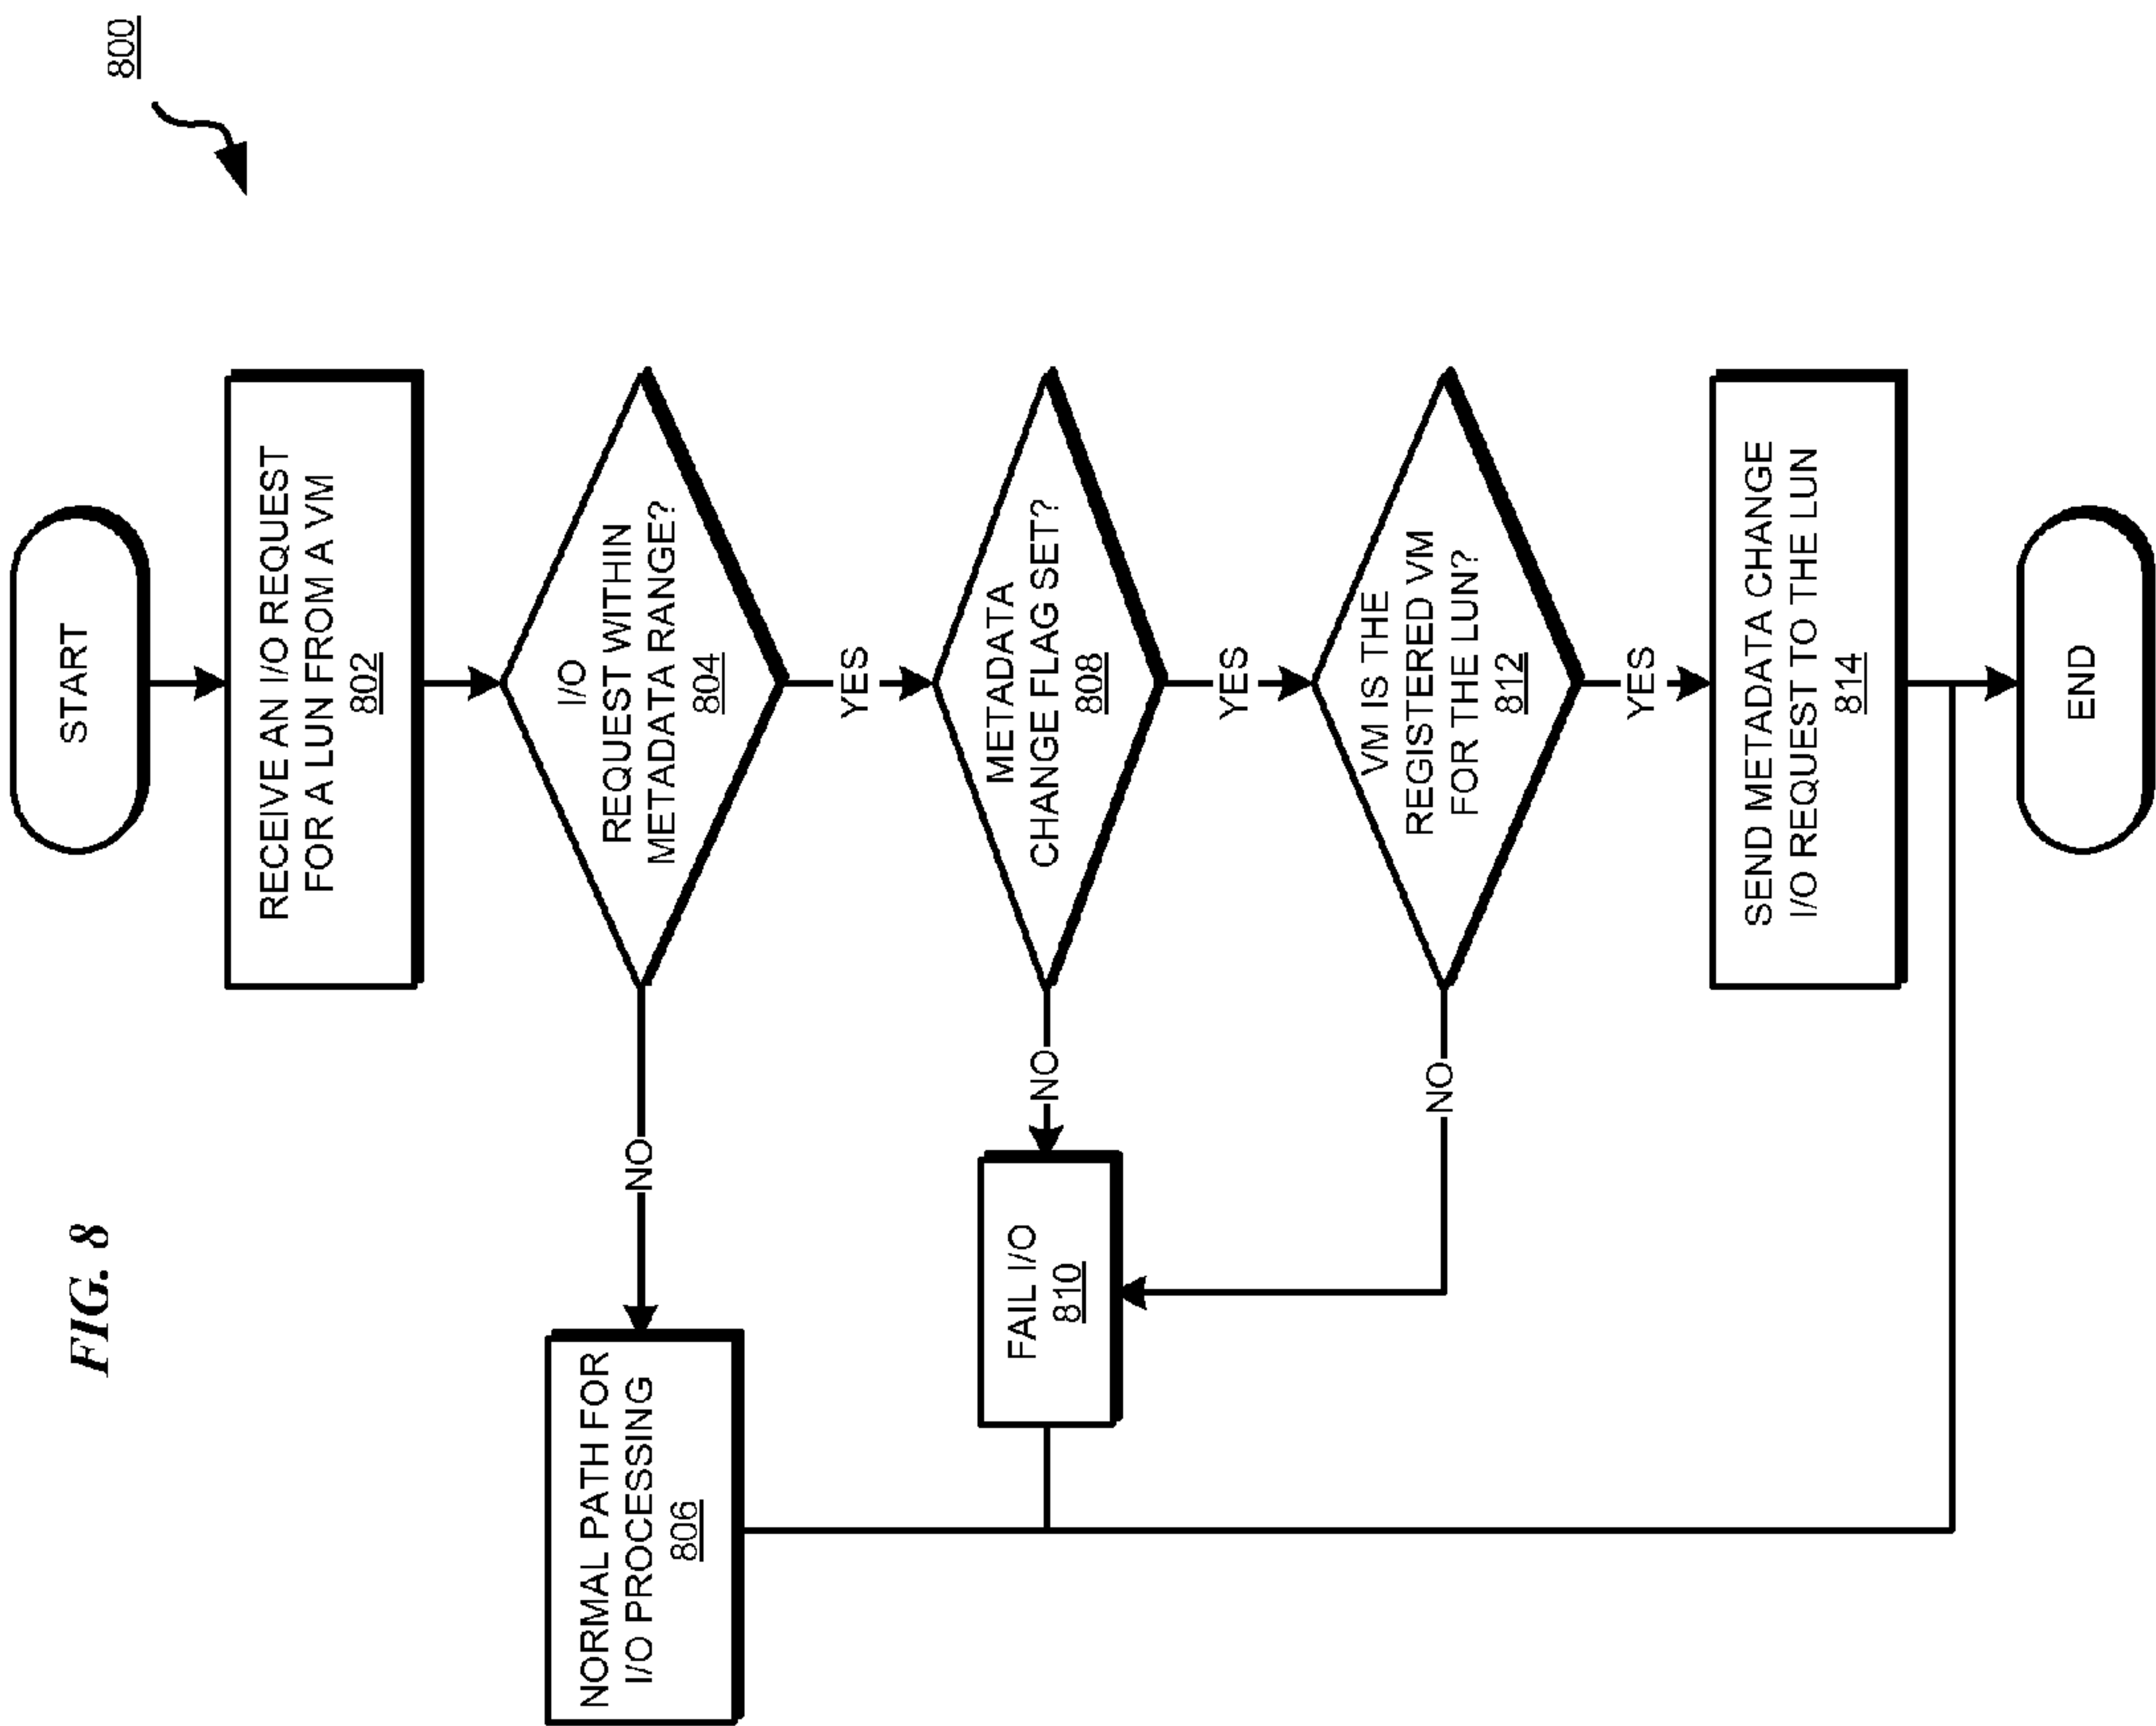 FIG. 8
800
START
RECEIVE AN I/O REQUEST
FOR A LUN FROM A VM
802
I/O
REQUEST WITHIN
METADATA RANGE?
804
NO
NORMAL PATH FOR
I/O PROCESSING
806
YES
METADATA
CHANGE FLAG SET?
808
NO
FAIL I/O
810
YES
VM IS THE
REGISTERED VM
FOR THE LUN?
812
NO
YES
SEND METADATA CHANGE
I/O REQUEST TO THE LUN
814
END